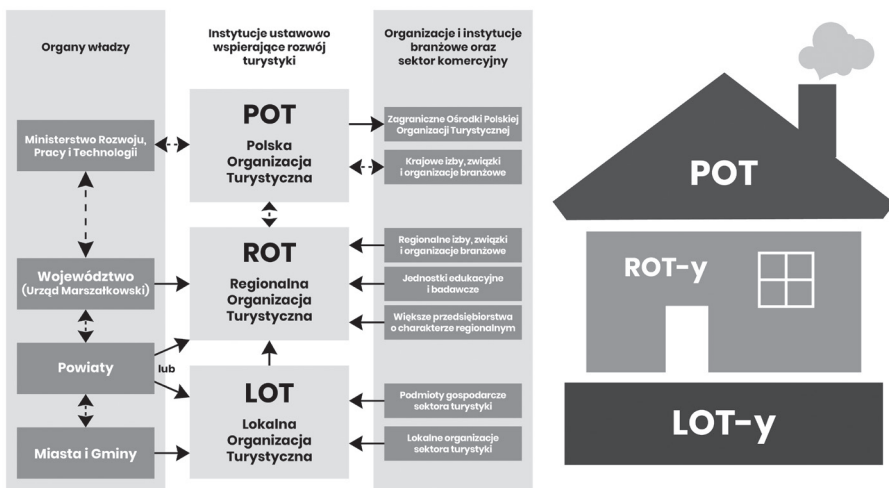 Organy władzy
Instytucje ustawowo
wspierające rozwój
turystyki
Organizacje i instytucje
branżowe oraz
sektor komercyjny
Ministerstwo Rozwoju,
Pracy i Technologii
Województwo
(Urząd Marszałkowski)
Powiaty
lub
Miasta i Gminy
POT
Polska
Organizacja
Turystyczna
ROT
Regionalna
Organizacja
Turystyczna
LOT
Lokalna
Organizacja
Turystyczna
Zagraniczne Ośrodki Polskiej
Organizacji Turystycznej
Krajowe izby, związki
i organizacje branżowe
Regionalne izby, związki
i organizacje branżowe
Jednostki edukacyjne
i badawcze
Większe przedsiębiorstwa
o charakterze regionalnym
Podmioty gospodarcze
sektora turystyki
Lokalne organizacje
sektora turystyki
POT
ROT-y
LOT-y